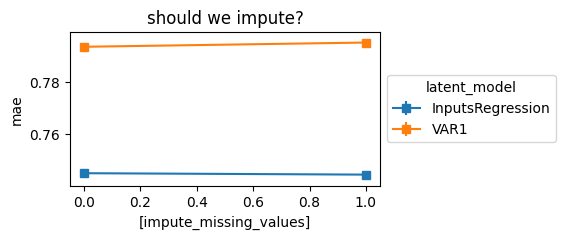 should we impute?
mae
0.78
0.76
0.0 0.2 0.4 0.6 0.8 1.0
[impute_missing_values]
latent_model
InputsRegression
VAR1